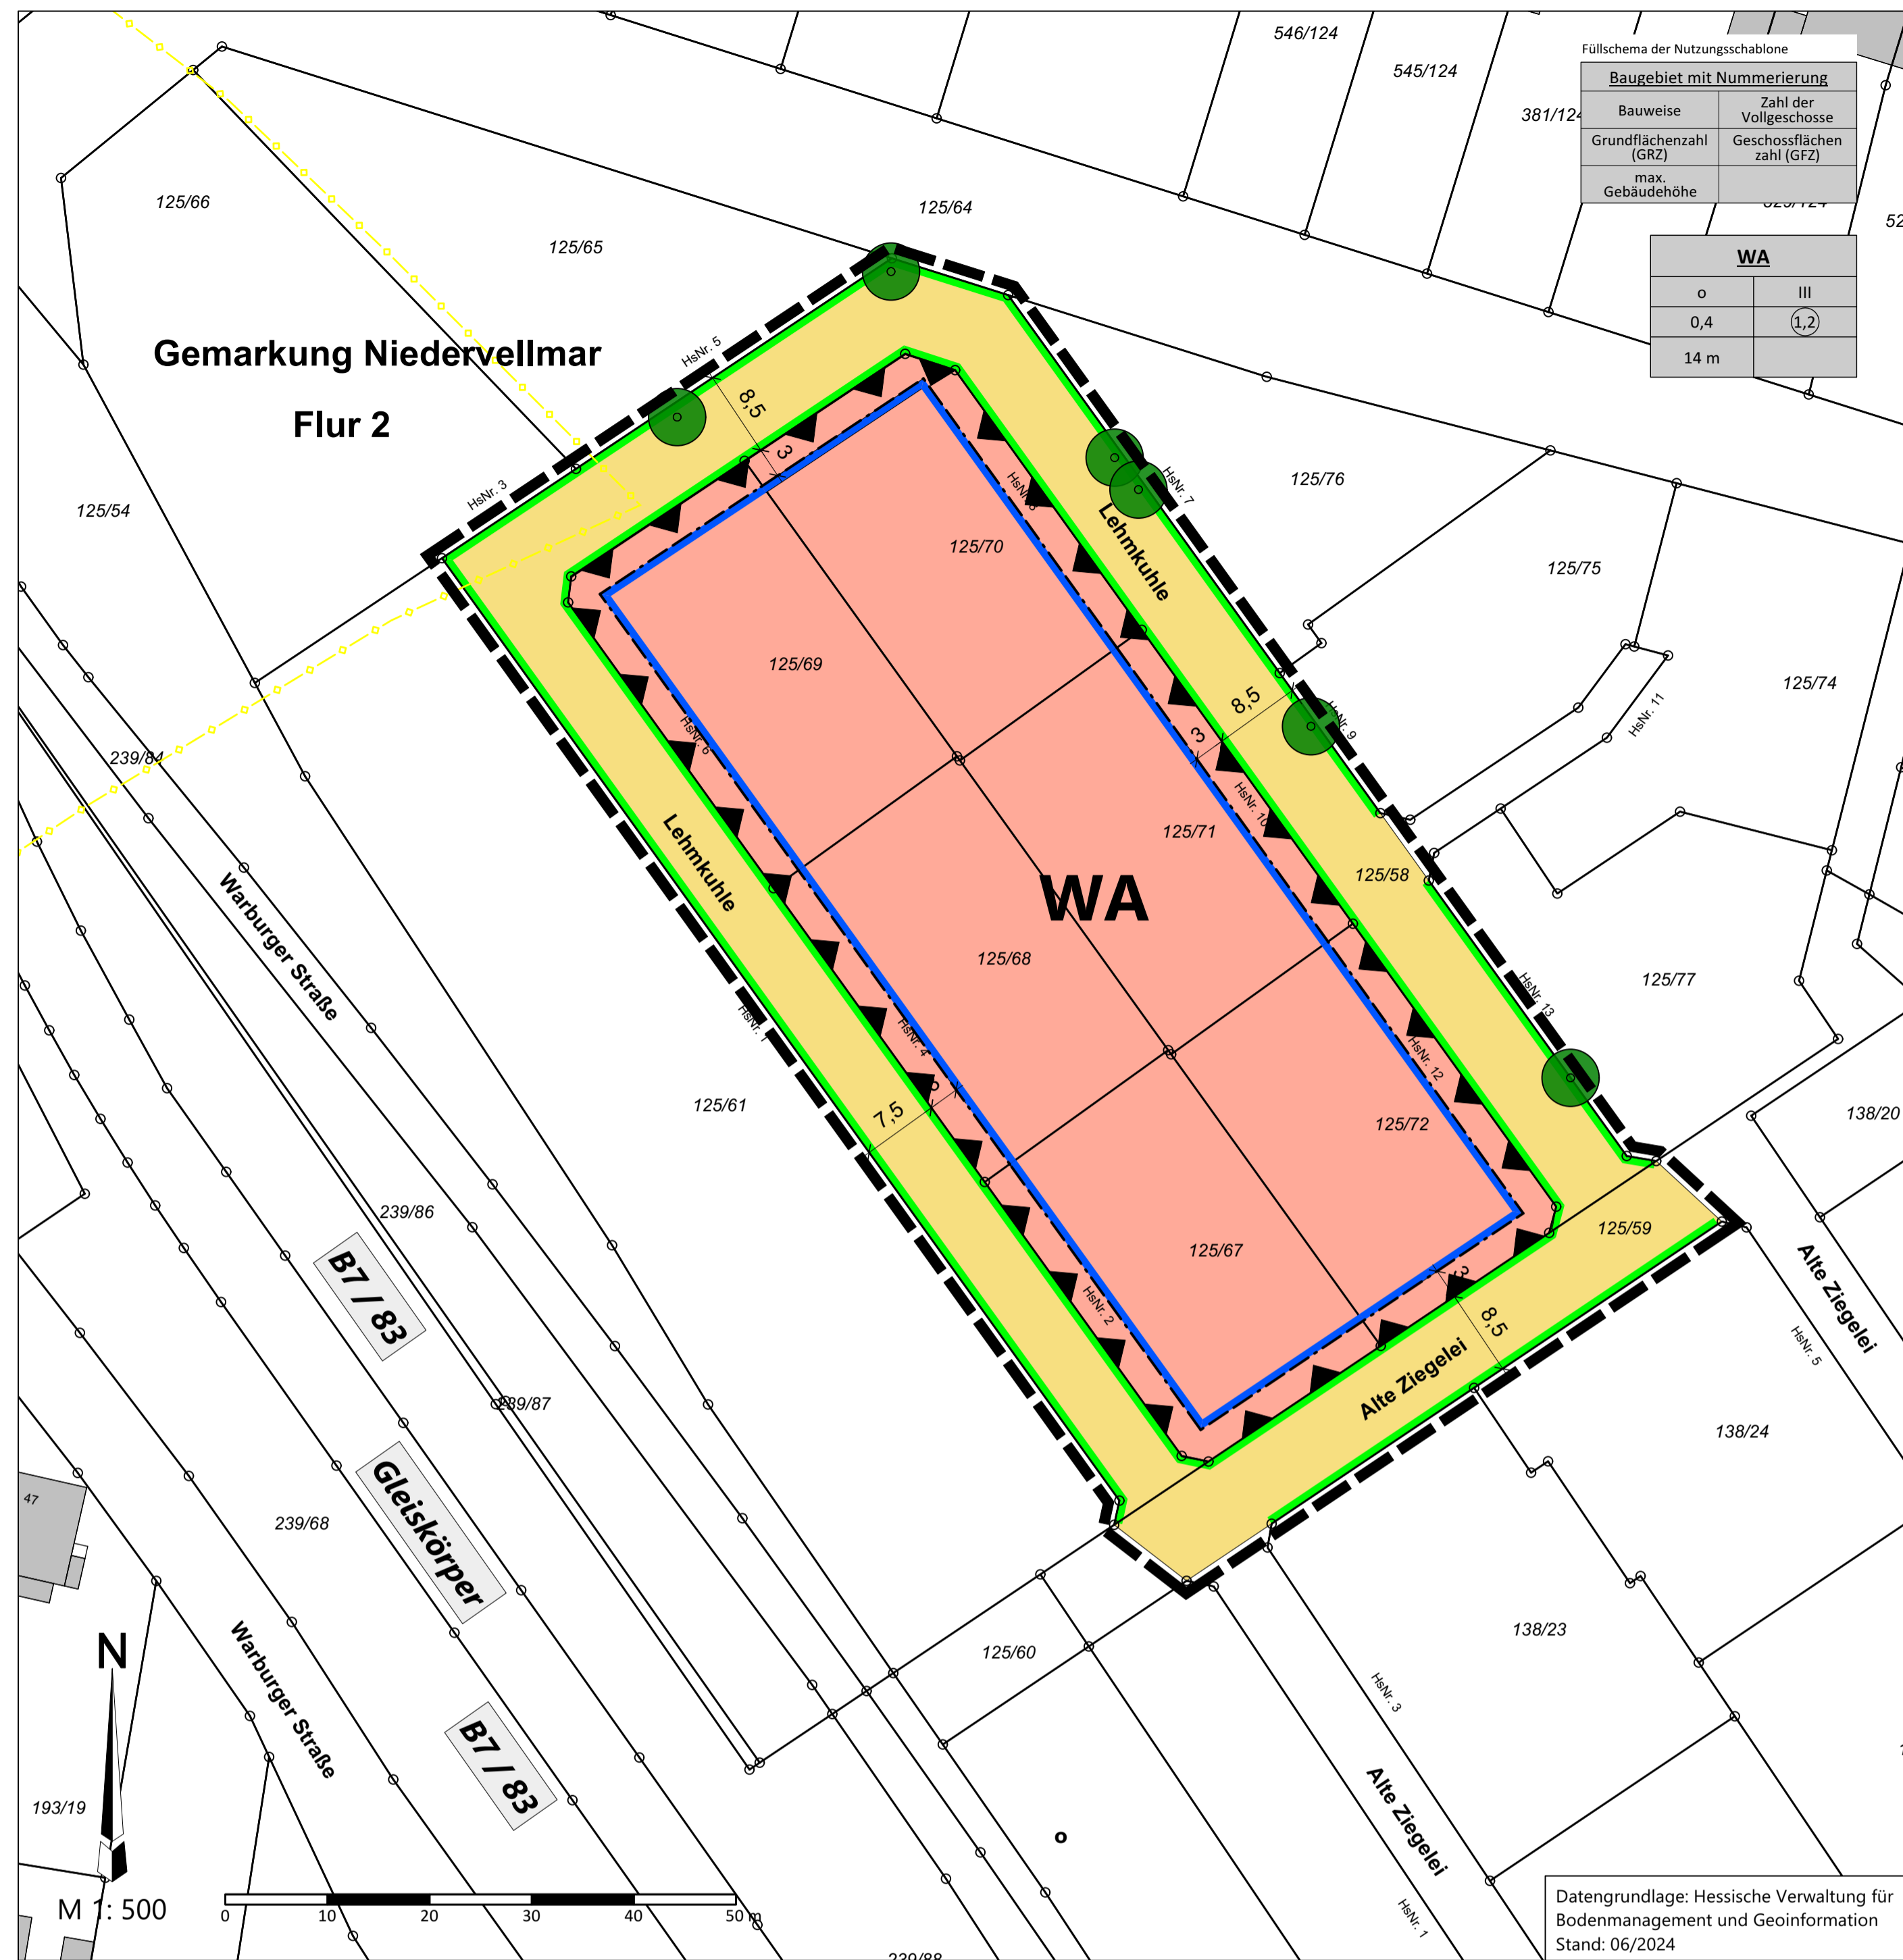 546/124
545/124
381/124
Füllschema der Nutzungsschablone
Baugebiet mit Nummerierung
Bauweise
Zahl der
Vollgeschosse
Grundflächenzahl
(GRZ)
Geschossflächen
zahl (GFZ)
max.
Gebäudehöhe
WA
o
III
0,4
1,2
14 m
125/66
125/65
125/64
Gemarkung Niedervellmar
Flur 2
HsNr. 5
HsNr. 3
8,5
3
HsNr. 7
125/76
125/54
125/70
Lehmkuhle
125/75
125/69
125/74
8,5
3
HsNr. 9
HsNr. 11
HsNr. 6
239/84
HsNr. 10
125/71
Lehmkuhle
125/58
WA
Warburger Straße
125/68
125/77
HsNr. 13
HsNr. 1
HsNr. 4
HsNr. 12
125/61
7,5
125/72
138/20
239/86
125/67
125/59
B7 / 83
3
8,5
HsNr. 2
Alte Ziegelei
HsNr. 5
Alte Ziegelei
239/87
138/24
47
239/68
Gleiskörper
138/23
125/60
N
Warburger Straße
HsNr. 3
B7 / 83
193/19
Alte Ziegelei
o
M 1: 500
0
10
20
30
40
50 m
HsNr. 1
239/88
Datengrundlage: Hessische Verwaltung für
Bodenmanagement und Geoinformation
Stand: 06/2024